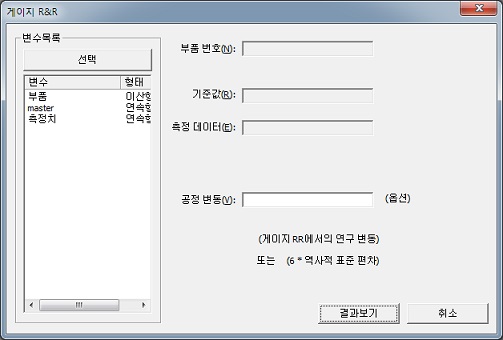 게이지 R&R
변수목록
선택
변수 형태
부품 이산형
master 연속형
측정치 연속형
부품 번호(N):
기준값(R):
측정 데이터(E):
공정 변동(V): (옵션)
(게이지 RR에서의 연구 변동)
또는 (6 * 역사적 표준 편차)
결과보기 취소